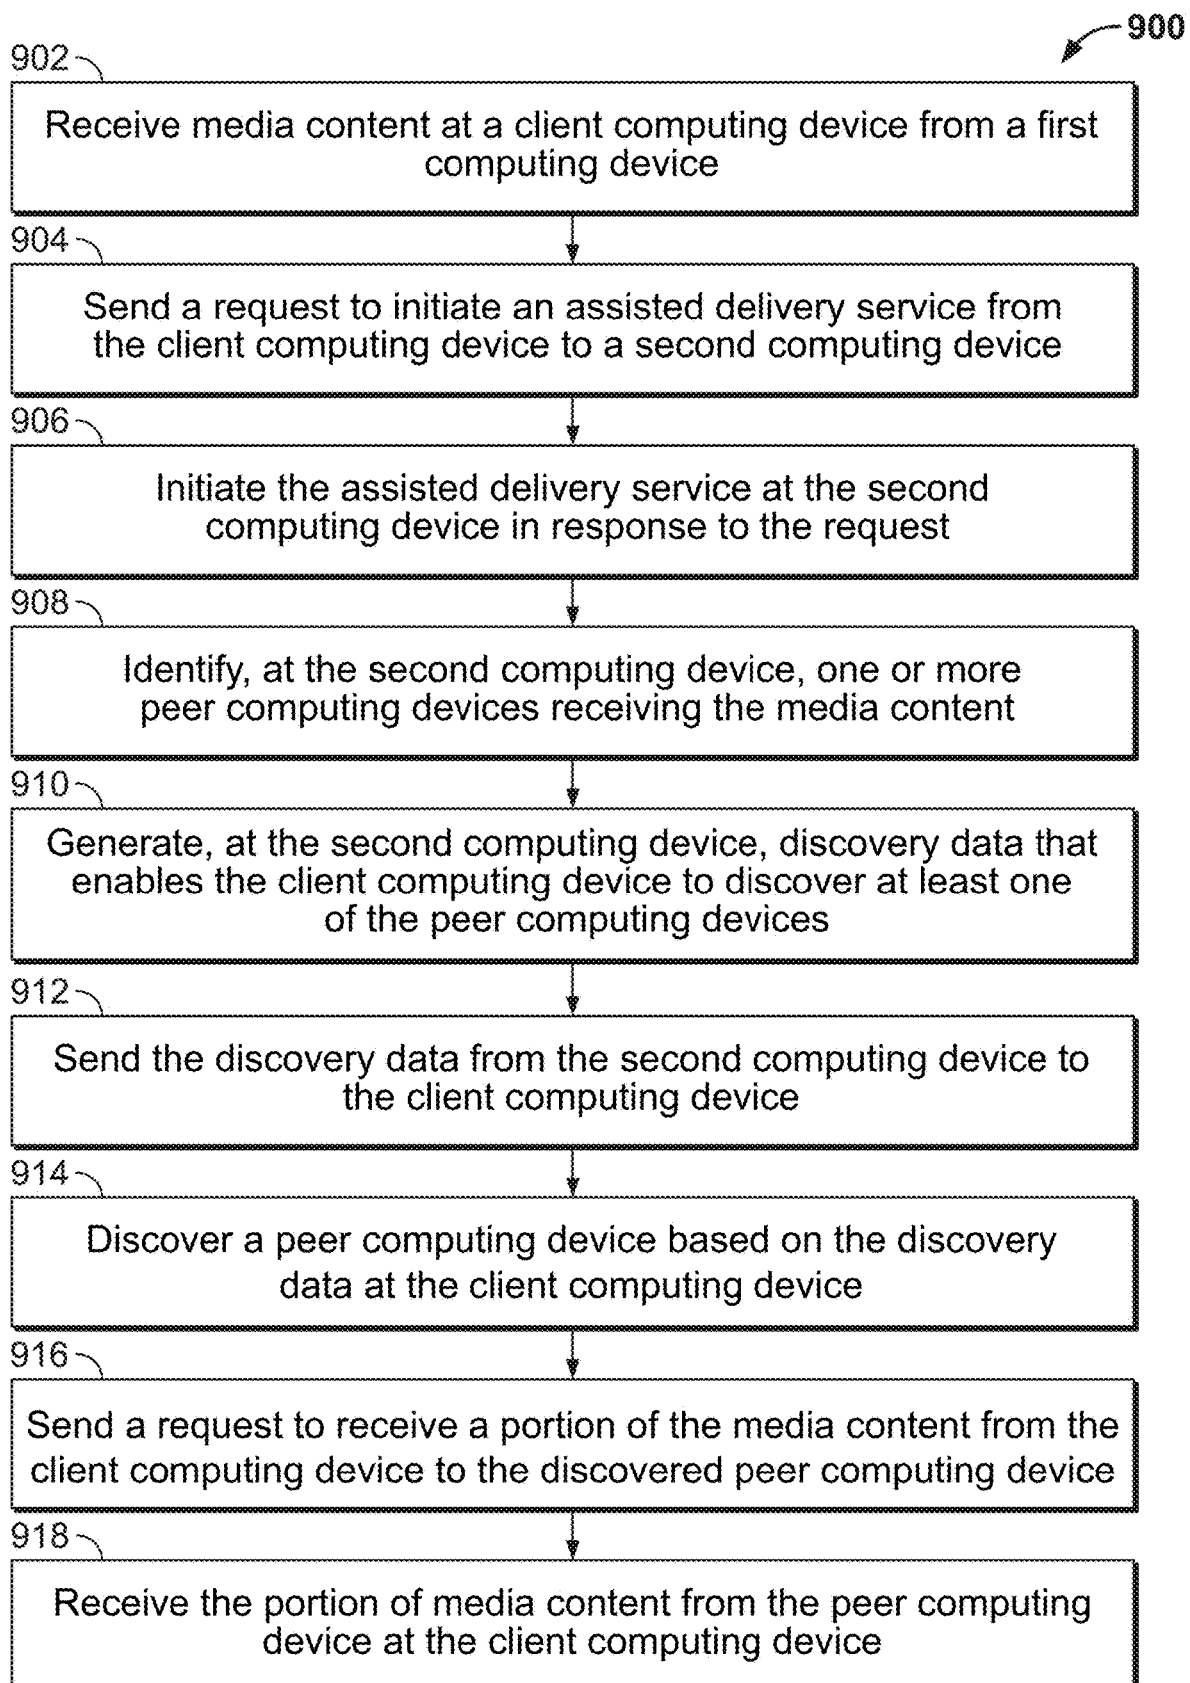 900
902
Receive media content at a client computing device from a first
computing device
904
Send a request to initiate an assisted delivery service from
the client computing device to a second computing device
906
Initiate the assisted delivery service at the second
computing device in response to the request
908
Identify, at the second computing device, one or more
peer computing devices receiving the media content
910
Generate, at the second computing device, discovery data that
enables the client computing device to discover at least one
of the peer computing devices
912
Send the discovery data from the second computing device to
the client computing device
914
Discover a peer computing device based on the discovery
data at the client computing device
916
Send a request to receive a portion of the media content from the
client computing device to the discovered peer computing device
918
Receive the portion of media content from the peer computing
device at the client computing device